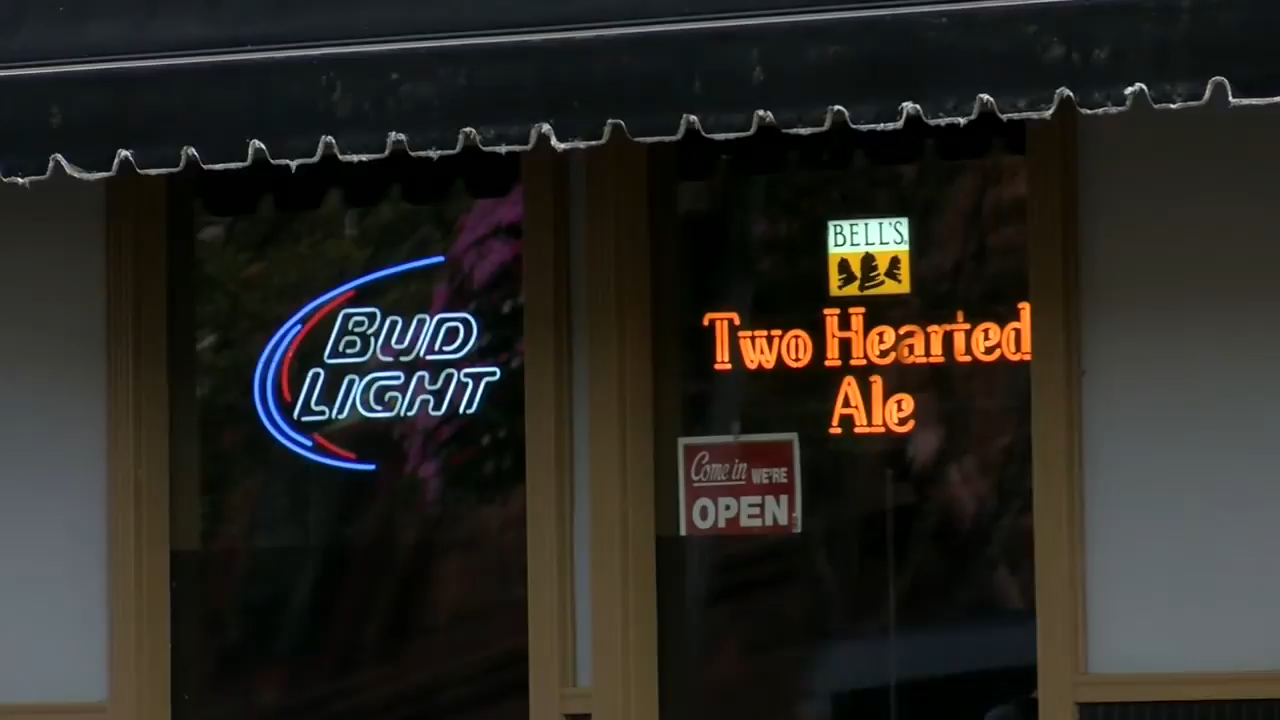 BUD
LIGHT
BELL'S
Two Hearted
Ale
Come in WE'RE
OPEN